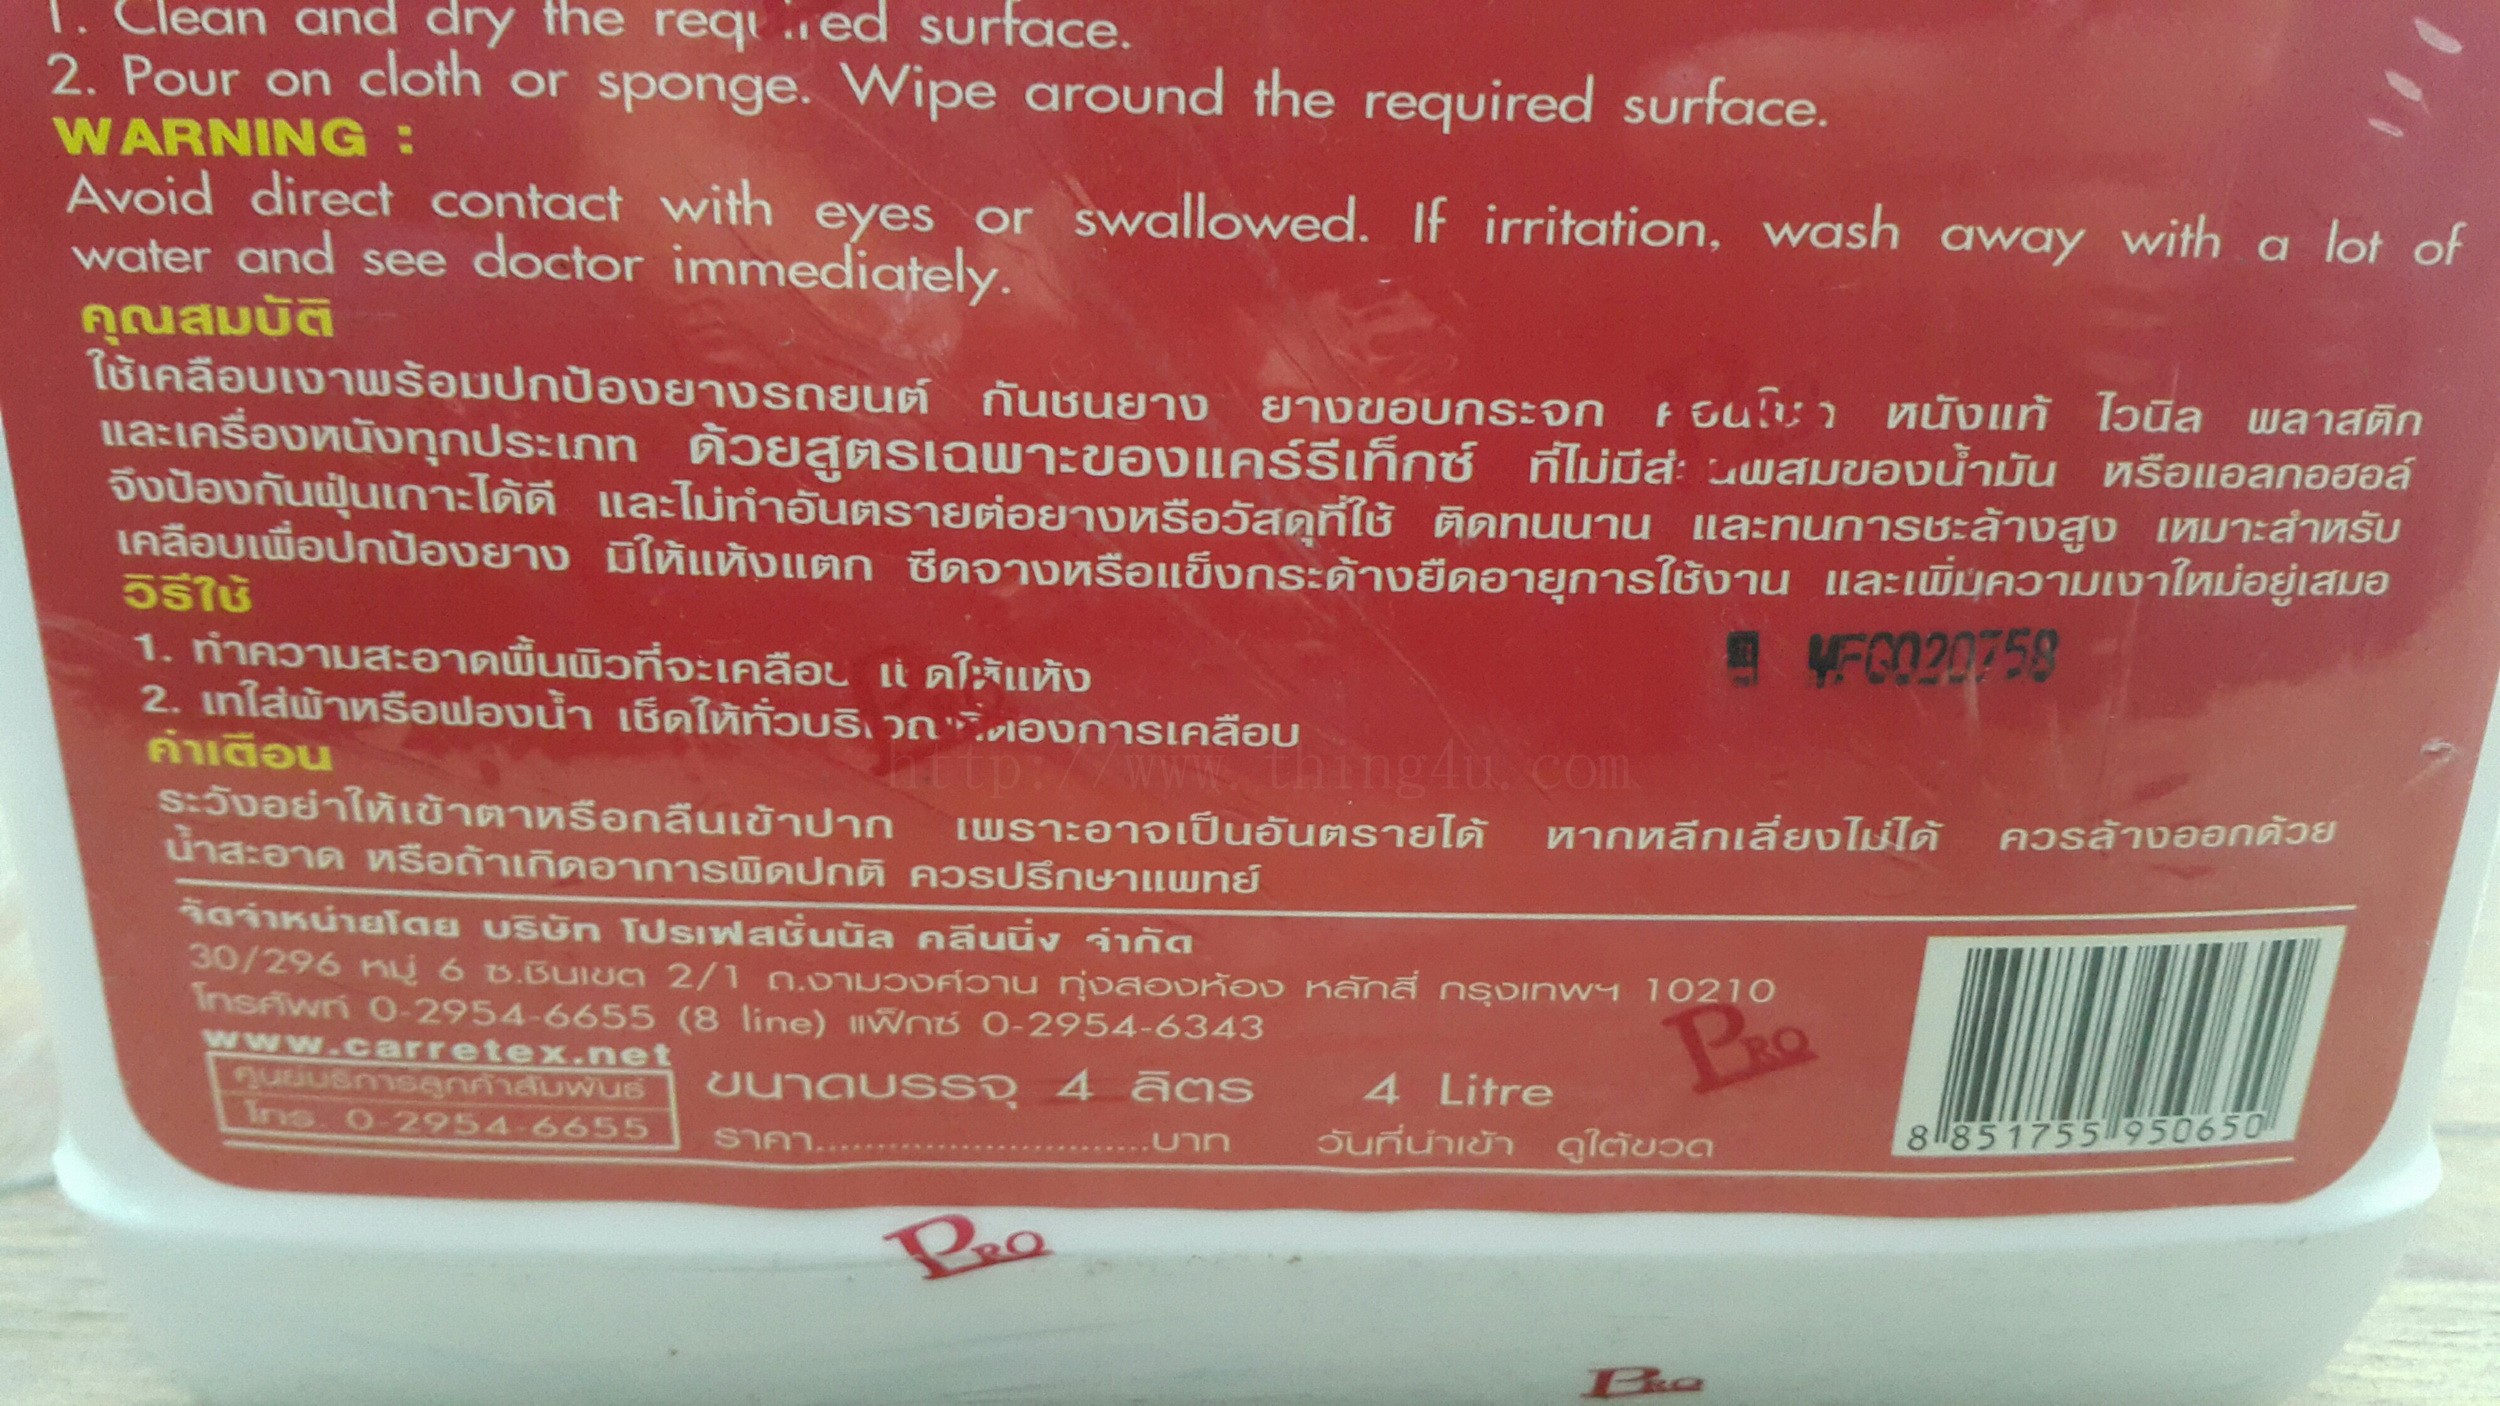 1. Clean and dry the required surface.
2. Pour on cloth or sponge. Wipe around the required surface.
WARNING :
Avoid direct contact with eyes or swallowed. If irritation, wash away with a lot of
water and see doctor immediately.
คุณสมบัติ
ใช้เคลือบเงาพร้อมปกป้องยางรถยนต์ กันชนยาง ยางขอบกระจก หนังแท้ ไวนิล พลาสติก
และเครื่องหนังทุกประเภท ด้วยสูตรเฉพาะของแคร์รีเท็กซ์ ที่ไม่มีส่วนผสมของน้ำมัน หรือแอลกอฮอล์
จึงป้องกันฝุ่นเกาะได้ดี และไม่ทำอันตรายต่อยางหรือวัสดุที่ใช้ ติดทนนาน และทนการชะล้างสูง เหมาะสำหรับ
เคลือบเพื่อปกป้องยาง มิให้แห้งแตก ซีดจางหรือแข็งกระด้างยืดอายุการใช้งาน และเพิ่มความเงาใหม่อยู่เสมอ
วิธีใช้
1. ทำความสะอาดพื้นผิวที่จะเคลือบ เช็ดให้แห้ง
MFG020758
2. เทใส่ผ้าหรือฟองน้ำ เช็ดให้ทั่วบริเวณที่ต้องการเคลือบ
คำเตือน
http://www.thing4u.com
ระวังอย่าให้เข้าตาหรือกลืนเข้าปาก เพราะอาจเป็นอันตรายได้ หากหลีกเลี่ยงไม่ได้ ควรล้างออกด้วย
น้ำสะอาด หรือถ้าเกิดอาการผิดปกติ ควรปรึกษาแพทย์
จัดจำหน่ายโดย บริษัท โปรเฟสชั่นนัล คลีนนิ่ง จำกัด
30/296 หมู่ 6 ซ.ชินเขต 2/1 ถ.งามวงศ์วาน ทุ่งสองห้อง หลักสี่ กรุงเทพฯ 10210
โทรศัพท์ 0-2954-6655 (8 line) แฟ็กซ์ 0-2954-6343
www.carretex.net
ศูนย์บริการลูกค้าสัมพันธ์
โทร. 0-2954-6655
ขนาดบรรจุ 4 ลิตร 4 Litre
ราคา..............................บาท วันที่นำเข้า ดูใต้ขวด
8 851755 950650
PRO
PRO
PRO